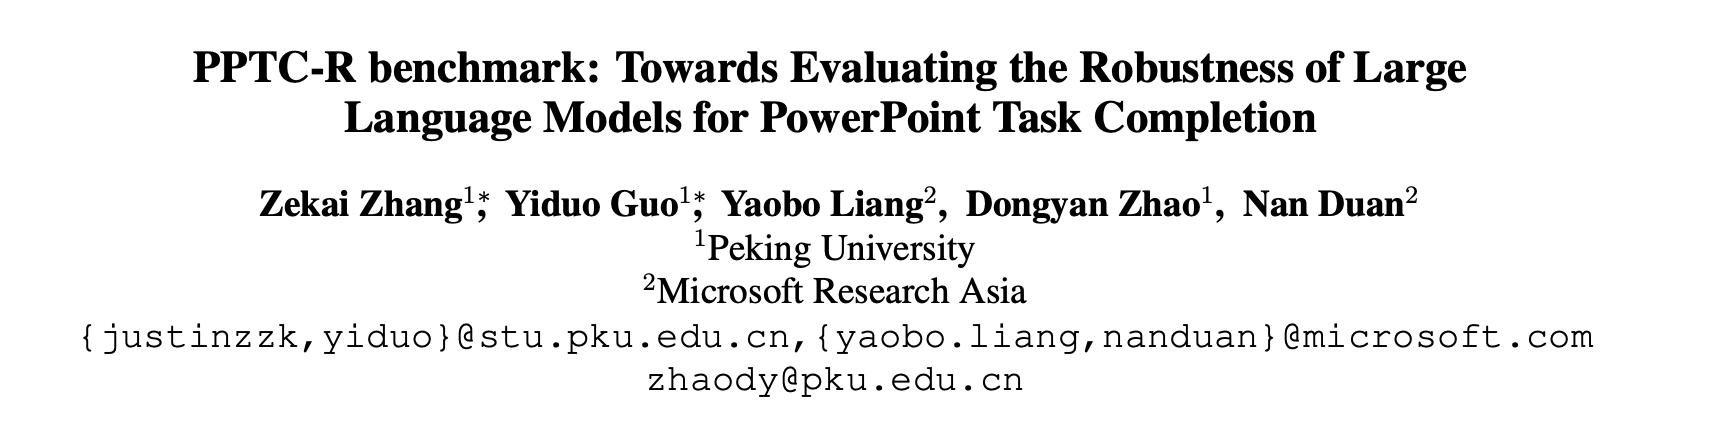 PPTC-R benchmark: Towards Evaluating the Robustness of Large
Language Models for PowerPoint Task Completion
Zekai Zhang¹*, Yiduo Guo¹*, Yaobo Liang², Dongyan Zhao¹, Nan Duan²
¹Peking University
²Microsoft Research Asia
{justinzzk,yiduo}@stu.pku.edu.cn,{yaobo.liang,nanduan}@microsoft.com
zhaody@pku.edu.cn